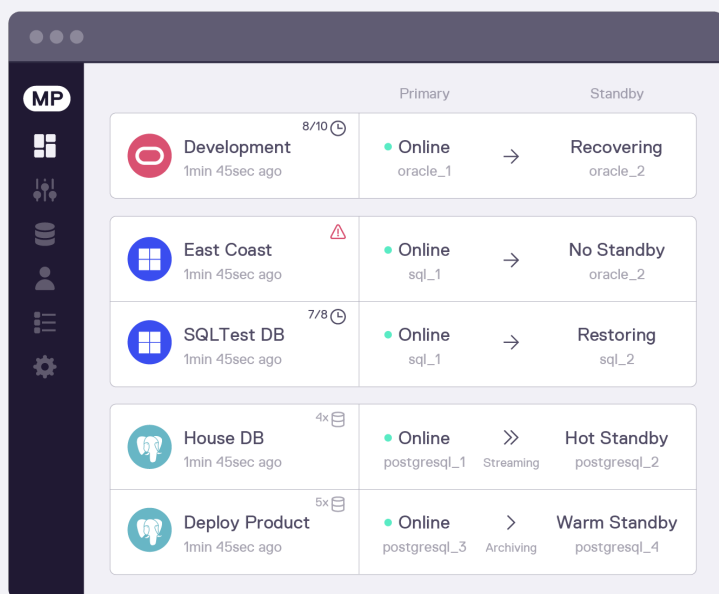 MP
Primary
Standby
8/10
Development
1min 45sec ago
Online
oracle_1
Recovering
oracle_2
East Coast
1min 45sec ago
Online
sql_1
No Standby
oracle_2
7/8
SQLTest DB
1min 45sec ago
Online
sql_1
Restoring
sql_2
4x
House DB
1min 45sec ago
Online
postgresql_1
Streaming
Hot Standby
postgresql_2
5x
Deploy Product
1min 45sec ago
Online
postgresql_3
Archiving
Warm Standby
postgresql_4